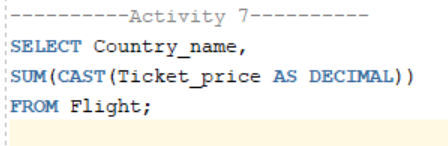 ----------Activity 7----------
SELECT Country_name,
SUM(CAST(Ticket_price AS DECIMAL))
FROM Flight;